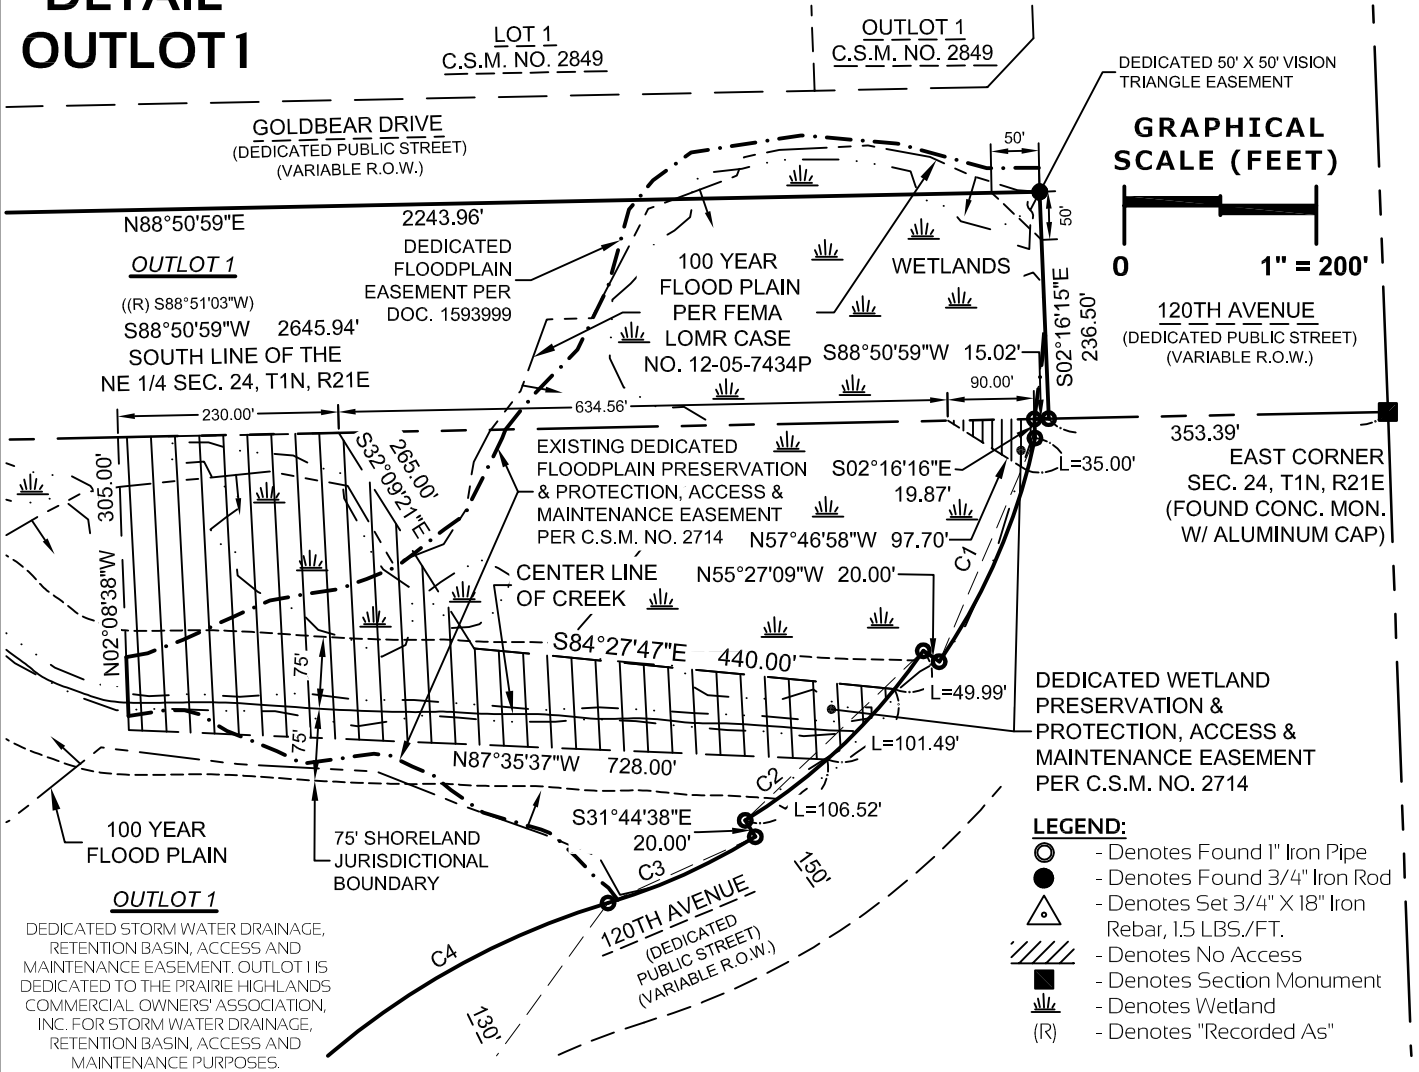 DETAIL
OUTLOT 1
LOT 1
C.S.M. NO. 2849
OUTLOT 1
C.S.M. NO. 2849
DEDICATED 50' X 50' VISION
TRIANGLE EASEMENT
GOLDBEAR DRIVE
(DEDICATED PUBLIC STREET)
(VARIABLE R.O.W.)
50'
50'
GRAPHICAL
SCALE (FEET)
0
1" = 200'
N88°50'59"E
2243.96'
OUTLOT 1
((R) S88°51'03"W)
S88°50'59"W 2645.94'
SOUTH LINE OF THE
NE 1/4 SEC. 24, T1N, R21E
DEDICATED
FLOODPLAIN
EASEMENT PER
DOC. 1593999
100 YEAR
FLOOD PLAIN
PER FEMA
LOMR CASE
NO. 12-05-7434P
WETLANDS
S02°16'15"E
236.50'
120TH AVENUE
(DEDICATED PUBLIC STREET)
(VARIABLE R.O.W.)
S88°50'59"W 15.02'
90.00'
230.00'
634.56'
353.39'
EAST CORNER
SEC. 24, T1N, R21E
(FOUND CONC. MON.
W/ ALUMINUM CAP)
305.00'
N02°08'38"W
265.00'
S32°09'21"E
EXISTING DEDICATED
FLOODPLAIN PRESERVATION
& PROTECTION, ACCESS &
MAINTENANCE EASEMENT
PER C.S.M. NO. 2714
S02°16'16"E
19.87'
L=35.00'
N57°46'58"W 97.70'
C1
CENTER LINE
OF CREEK
N55°27'09"W 20.00'
S84°27'47"E 440.00'
75'
75'
L=49.99'
L=101.49'
N87°35'37"W 728.00'
C2
L=106.52'
DEDICATED WETLAND
PRESERVATION &
PROTECTION, ACCESS &
MAINTENANCE EASEMENT
PER C.S.M. NO. 2714
100 YEAR
FLOOD PLAIN
75' SHORELAND
JURISDICTIONAL
BOUNDARY
S31°44'38"E
20.00'
C3
150'
120TH AVENUE
(DEDICATED
PUBLIC STREET)
(VARIABLE R.O.W.)
C4
130'
OUTLOT 1
DEDICATED STORM WATER DRAINAGE,
RETENTION BASIN, ACCESS AND
MAINTENANCE EASEMENT. OUTLOT 1 IS
DEDICATED TO THE PRAIRIE HIGHLANDS
COMMERCIAL OWNERS' ASSOCIATION,
INC. FOR STORM WATER DRAINAGE,
RETENTION BASIN, ACCESS AND
MAINTENANCE PURPOSES.
LEGEND:
- Denotes Found 1" Iron Pipe
- Denotes Found 3/4" Iron Rod
- Denotes Set 3/4" X 18" Iron
Rebar, 1.5 LBS./FT.
- Denotes No Access
- Denotes Section Monument
- Denotes Wetland
(R) - Denotes "Recorded As"